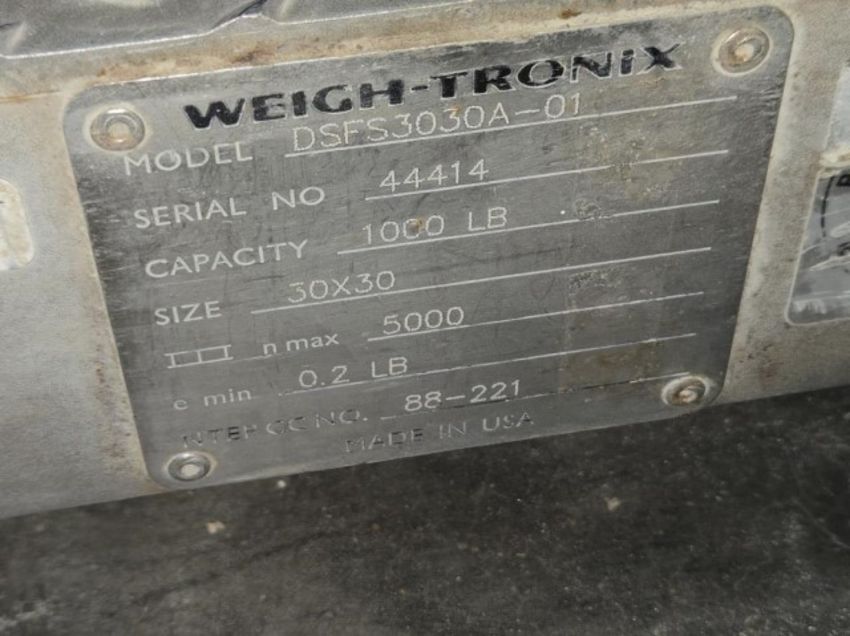 WEIGH-TRONIX
MODEL DSFS3030A-01
SERIAL NO 44414
CAPACITY 1000 LB
SIZE 30X30
III n max 5000
e min 0.2 LB
NTEP CC NO. 88-221
MADE IN USA